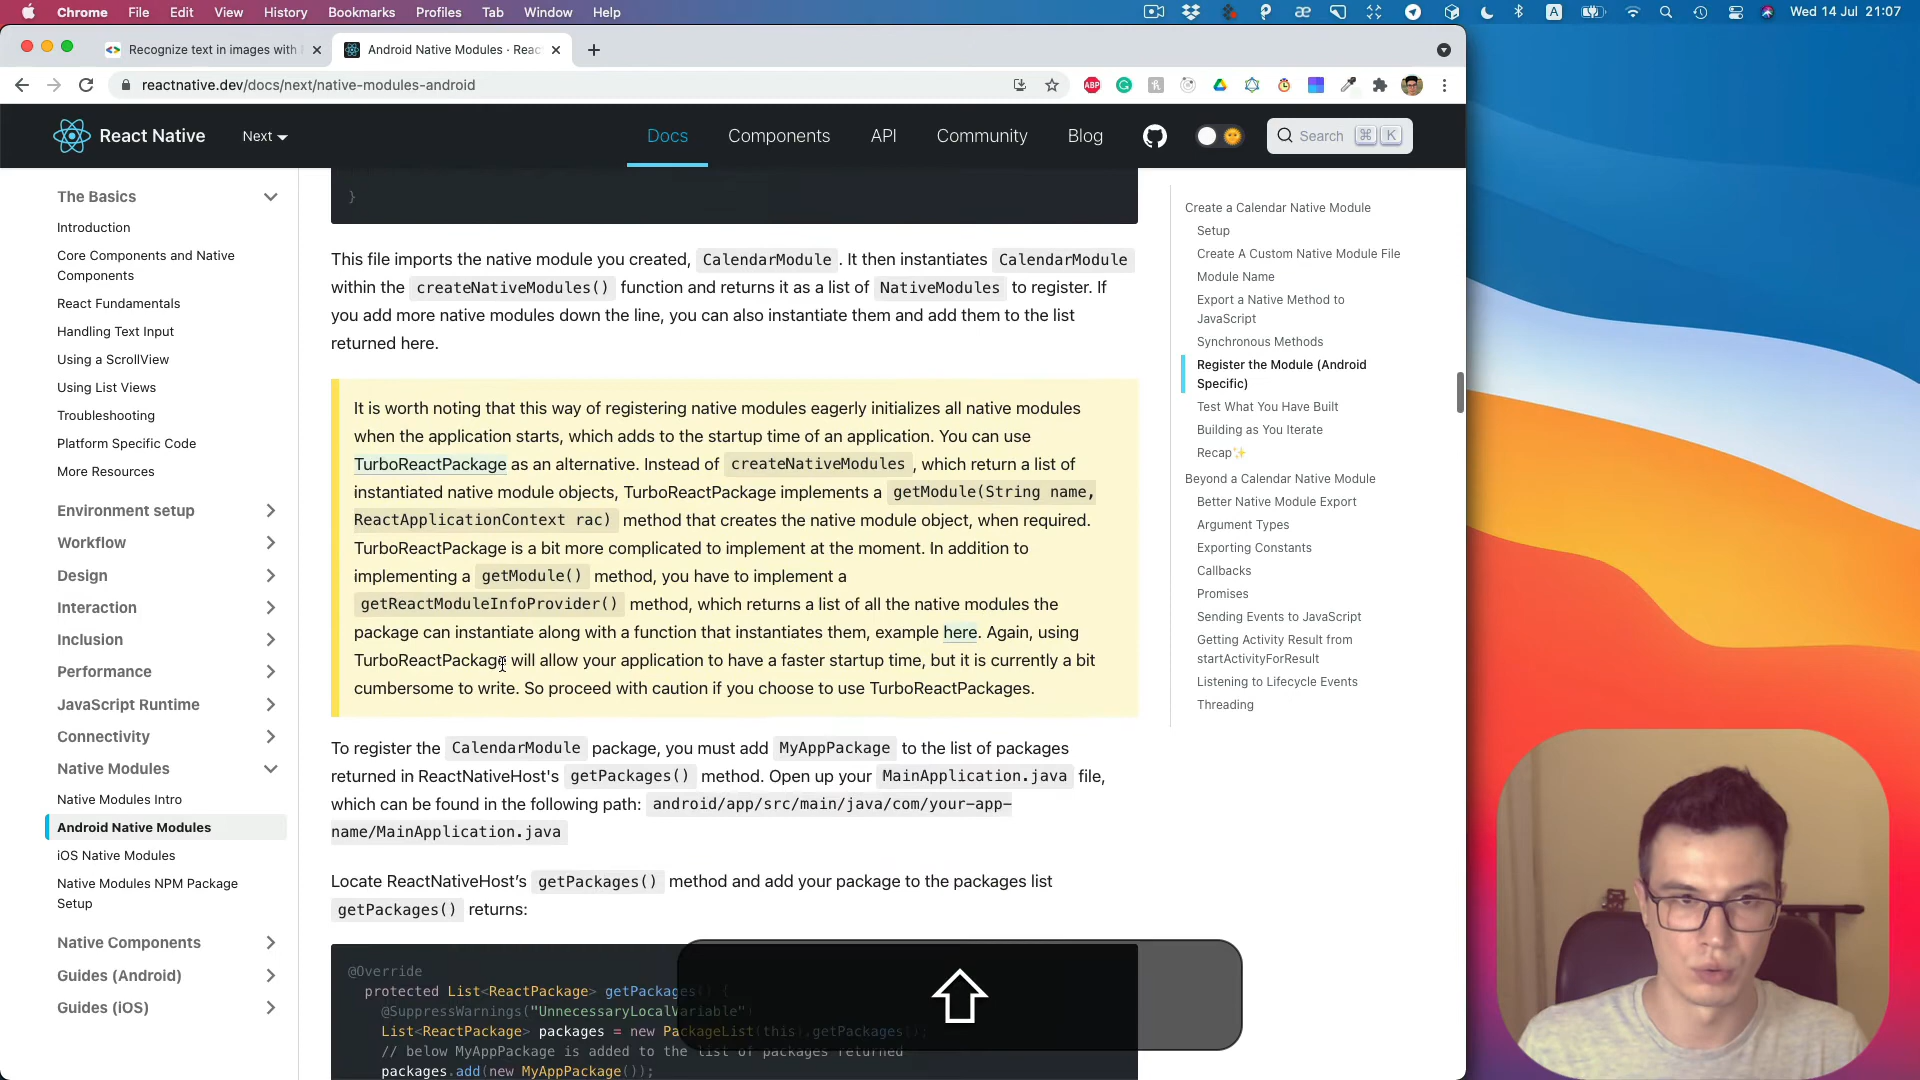 Chrome File Edit View History Bookmarks Profiles Tab Window Help
A Wed 14 Jul 21:07
Recognize text in images with
Android Native Modules · Reac
reactnative.dev/docs/next/native-modules-android
ABP
React Native Next Docs Components API Community Blog Search ⌘ K
The Basics
Introduction
Core Components and Native
Components
React Fundamentals
Handling Text Input
Using a ScrollView
Using List Views
Troubleshooting
Platform Specific Code
More Resources
Environment setup
Workflow
Design
Interaction
Inclusion
Performance
JavaScript Runtime
Connectivity
Native Modules
Native Modules Intro
Android Native Modules
iOS Native Modules
Native Modules NPM Package
Setup
Native Components
Guides (Android)
Guides (iOS)
}
This file imports the native module you created, CalendarModule. It then instantiates CalendarModule
within the createNativeModules() function and returns it as a list of NativeModules to register. If
you add more native modules down the line, you can also instantiate them and add them to the list
returned here.
It is worth noting that this way of registering native modules eagerly initializes all native modules
when the application starts, which adds to the startup time of an application. You can use
TurboReactPackage as an alternative. Instead of createNativeModules, which return a list of
instantiated native module objects, TurboReactPackage implements a getModule(String name,
ReactApplicationContext rac) method that creates the native module object, when required.
TurboReactPackage is a bit more complicated to implement at the moment. In addition to
implementing a getModule() method, you have to implement a
getReactModuleInfoProvider() method, which returns a list of all the native modules the
package can instantiate along with a function that instantiates them, example here. Again, using
TurboReactPackage will allow your application to have a faster startup time, but it is currently a bit
cumbersome to write. So proceed with caution if you choose to use TurboReactPackages.
To register the CalendarModule package, you must add MyAppPackage to the list of packages
returned in ReactNativeHost's getPackages() method. Open up your MainApplication.java file,
which can be found in the following path: android/app/src/main/java/com/your-app-
name/MainApplication.java
Locate ReactNativeHost’s getPackages() method and add your package to the packages list
getPackages() returns:
@Override
protected List<ReactPackage> getPackages() {
@SuppressWarnings("UnnecessaryLocalVariable")
List<ReactPackage> packages = new PackageList(this).getPackages();
// below MyAppPackage is added to the list of packages returned
packages.add(new MyAppPackage());
Create a Calendar Native Module
Setup
Create A Custom Native Module File
Module Name
Export a Native Method to
JavaScript
Synchronous Methods
Register the Module (Android
Specific)
Test What You Have Built
Building as You Iterate
Recap✨
Beyond a Calendar Native Module
Better Native Module Export
Argument Types
Exporting Constants
Callbacks
Promises
Sending Events to JavaScript
Getting Activity Result from
startActivityForResult
Listening to Lifecycle Events
Threading